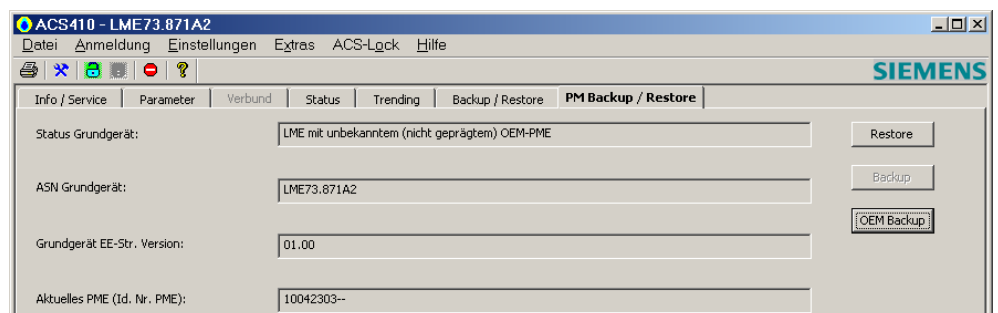 ACS410 - LME73.871A2
Datei Anmeldung Einstellungen Extras ACS-Lock Hilfe
SIEMENS
Info / Service Parameter Verbund Status Trending Backup / Restore PM Backup / Restore
Status Grundgerät: LME mit unbekanntem (nicht geprägtem) OEM-PME Restore
ASN Grundgerät: LME73.871A2 Backup
OEM Backup
Grundgerät EE-Str. Version: 01.00
Aktuelles PME (Id. Nr. PME): 10042303--